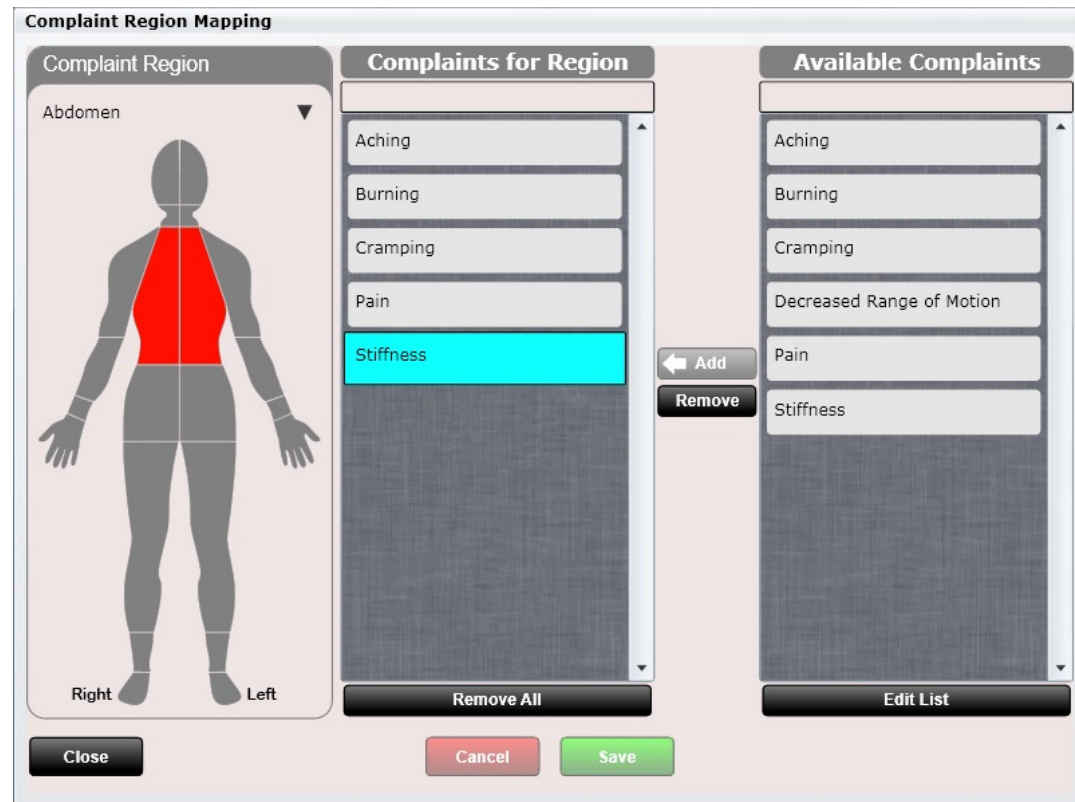 Complaint Region Mapping
Complaint Region
Abdomen
Right
Left
Complaints for Region
Aching
Burning
Cramping
Pain
Stiffness
Remove All
Add
Remove
Available Complaints
Aching
Burning
Cramping
Decreased Range of Motion
Pain
Stiffness
Edit List
Close
Cancel
Save